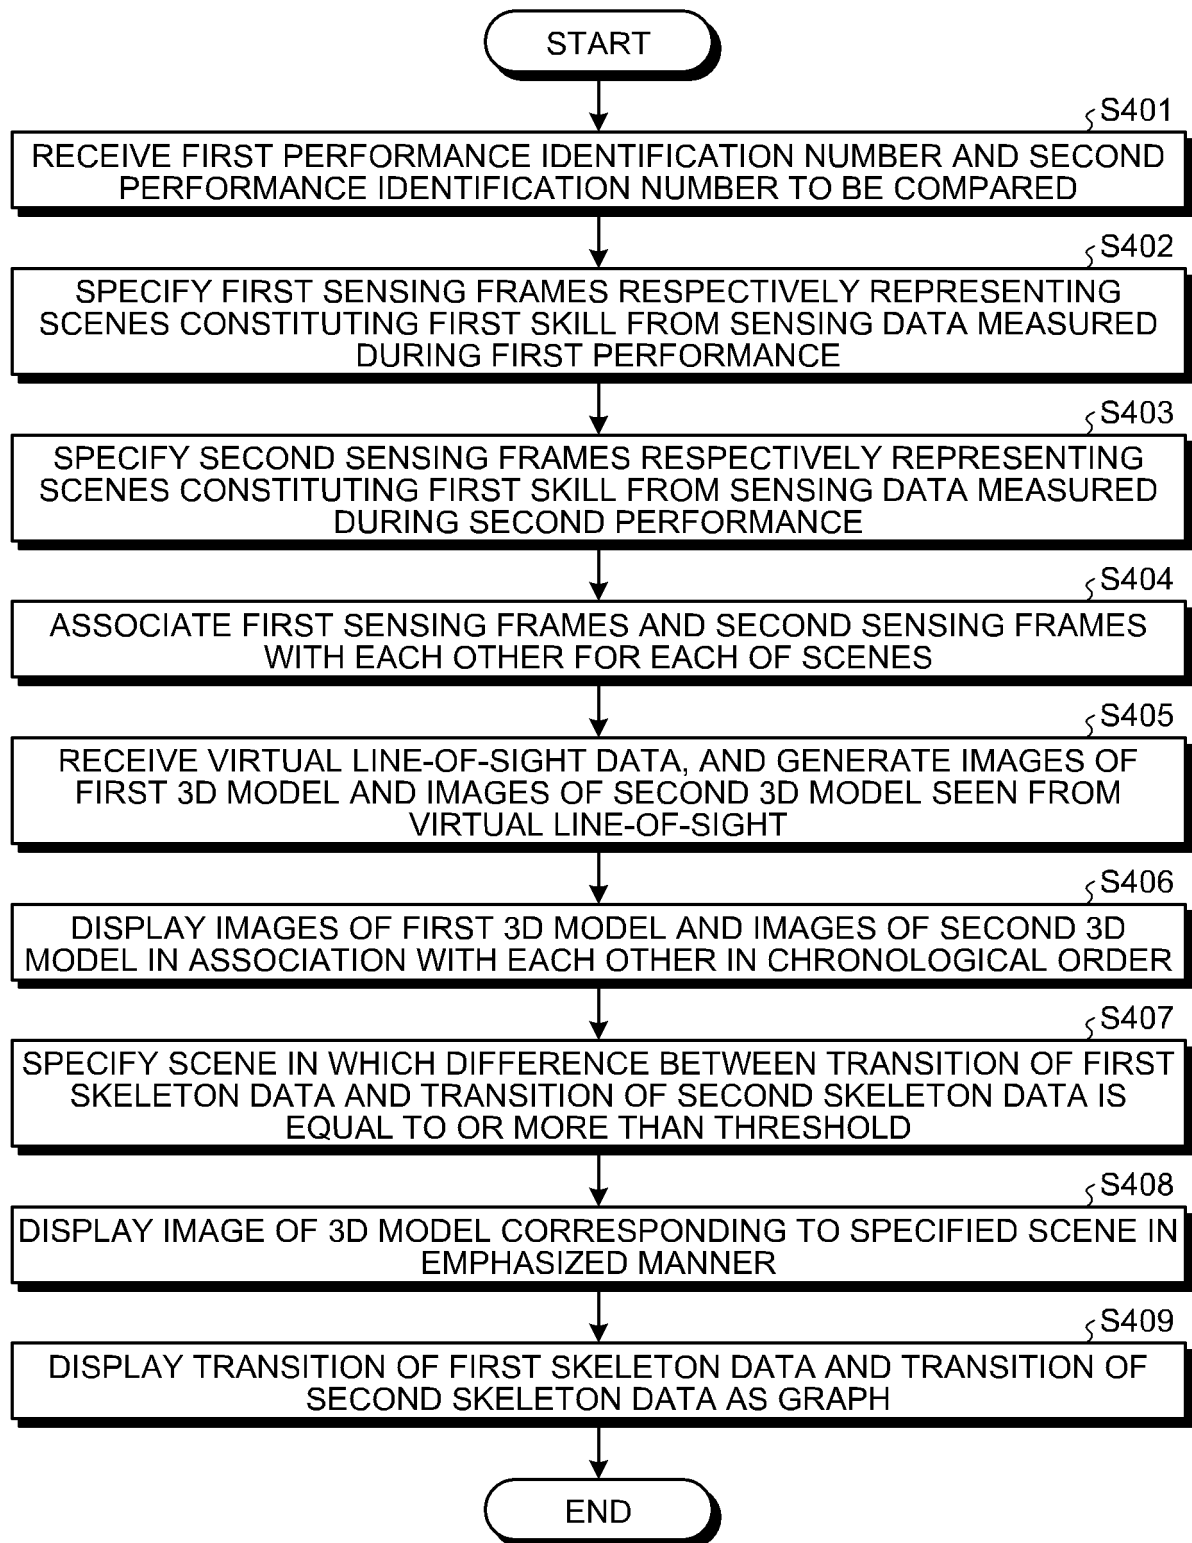 START
S401
RECEIVE FIRST PERFORMANCE IDENTIFICATION NUMBER AND SECOND
PERFORMANCE IDENTIFICATION NUMBER TO BE COMPARED
S402
SPECIFY FIRST SENSING FRAMES RESPECTIVELY REPRESENTING
SCENES CONSTITUTING FIRST SKILL FROM SENSING DATA MEASURED
DURING FIRST PERFORMANCE
S403
SPECIFY SECOND SENSING FRAMES RESPECTIVELY REPRESENTING
SCENES CONSTITUTING FIRST SKILL FROM SENSING DATA MEASURED
DURING SECOND PERFORMANCE
S404
ASSOCIATE FIRST SENSING FRAMES AND SECOND SENSING FRAMES
WITH EACH OTHER FOR EACH OF SCENES
S405
RECEIVE VIRTUAL LINE-OF-SIGHT DATA, AND GENERATE IMAGES OF
FIRST 3D MODEL AND IMAGES OF SECOND 3D MODEL SEEN FROM
VIRTUAL LINE-OF-SIGHT
S406
DISPLAY IMAGES OF FIRST 3D MODEL AND IMAGES OF SECOND 3D
MODEL IN ASSOCIATION WITH EACH OTHER IN CHRONOLOGICAL ORDER
S407
SPECIFY SCENE IN WHICH DIFFERENCE BETWEEN TRANSITION OF FIRST
SKELETON DATA AND TRANSITION OF SECOND SKELETON DATA IS
EQUAL TO OR MORE THAN THRESHOLD
S408
DISPLAY IMAGE OF 3D MODEL CORRESPONDING TO SPECIFIED SCENE IN
EMPHASIZED MANNER
S409
DISPLAY TRANSITION OF FIRST SKELETON DATA AND TRANSITION OF
SECOND SKELETON DATA AS GRAPH
END